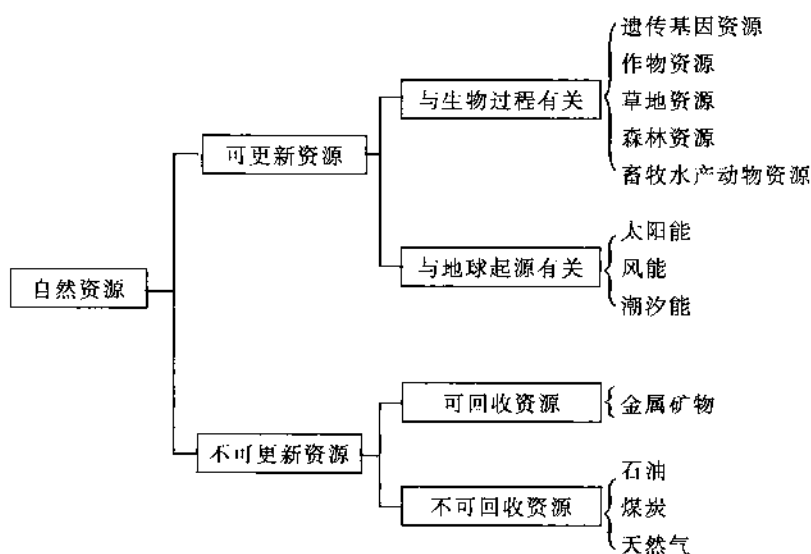 自然资源
可更新资源
与生物过程有关
遗传基因资源
作物资源
草地资源
森林资源
畜牧水产动物资源
与地球起源有关
太阳能
风能
潮汐能
不可更新资源
可回收资源
金属矿物
不可回收资源
石油
煤炭
天然气